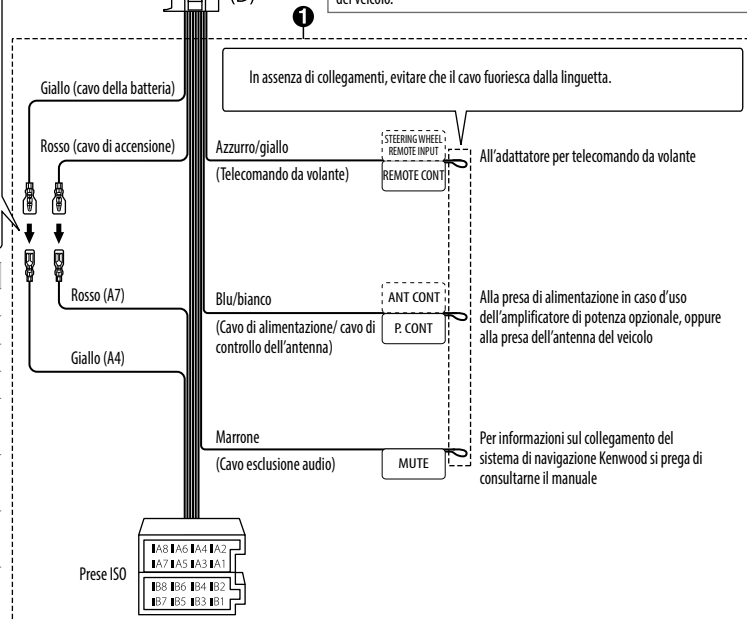 (D)
del veicolo.
1
In assenza di collegamenti, evitare che il cavo fuoriesca dalla linguetta.
Giallo (cavo della batteria)
Rosso (cavo di accensione)
Azzurro/giallo
(Telecomando da volante)
STEERING WHEEL
REMOTE INPUT
REMOTE CONT
All'adattatore per telecomando da volante
Rosso (A7)
Giallo (A4)
Blu/bianco
(Cavo di alimentazione/ cavo di
controllo dell'antenna)
ANT CONT
P. CONT
Alla presa di alimentazione in caso d'uso
dell'amplificatore di potenza opzionale, oppure
alla presa dell'antenna del veicolo
Marrone
(Cavo esclusione audio)
MUTE
Per informazioni sul collegamento del
sistema di navigazione Kenwood si prega di
consultarne il manuale
Prese ISO
A8 A6 A4 A2
A7 A5 A3 A1
B8 B6 B4 B2
B7 B5 B3 B1